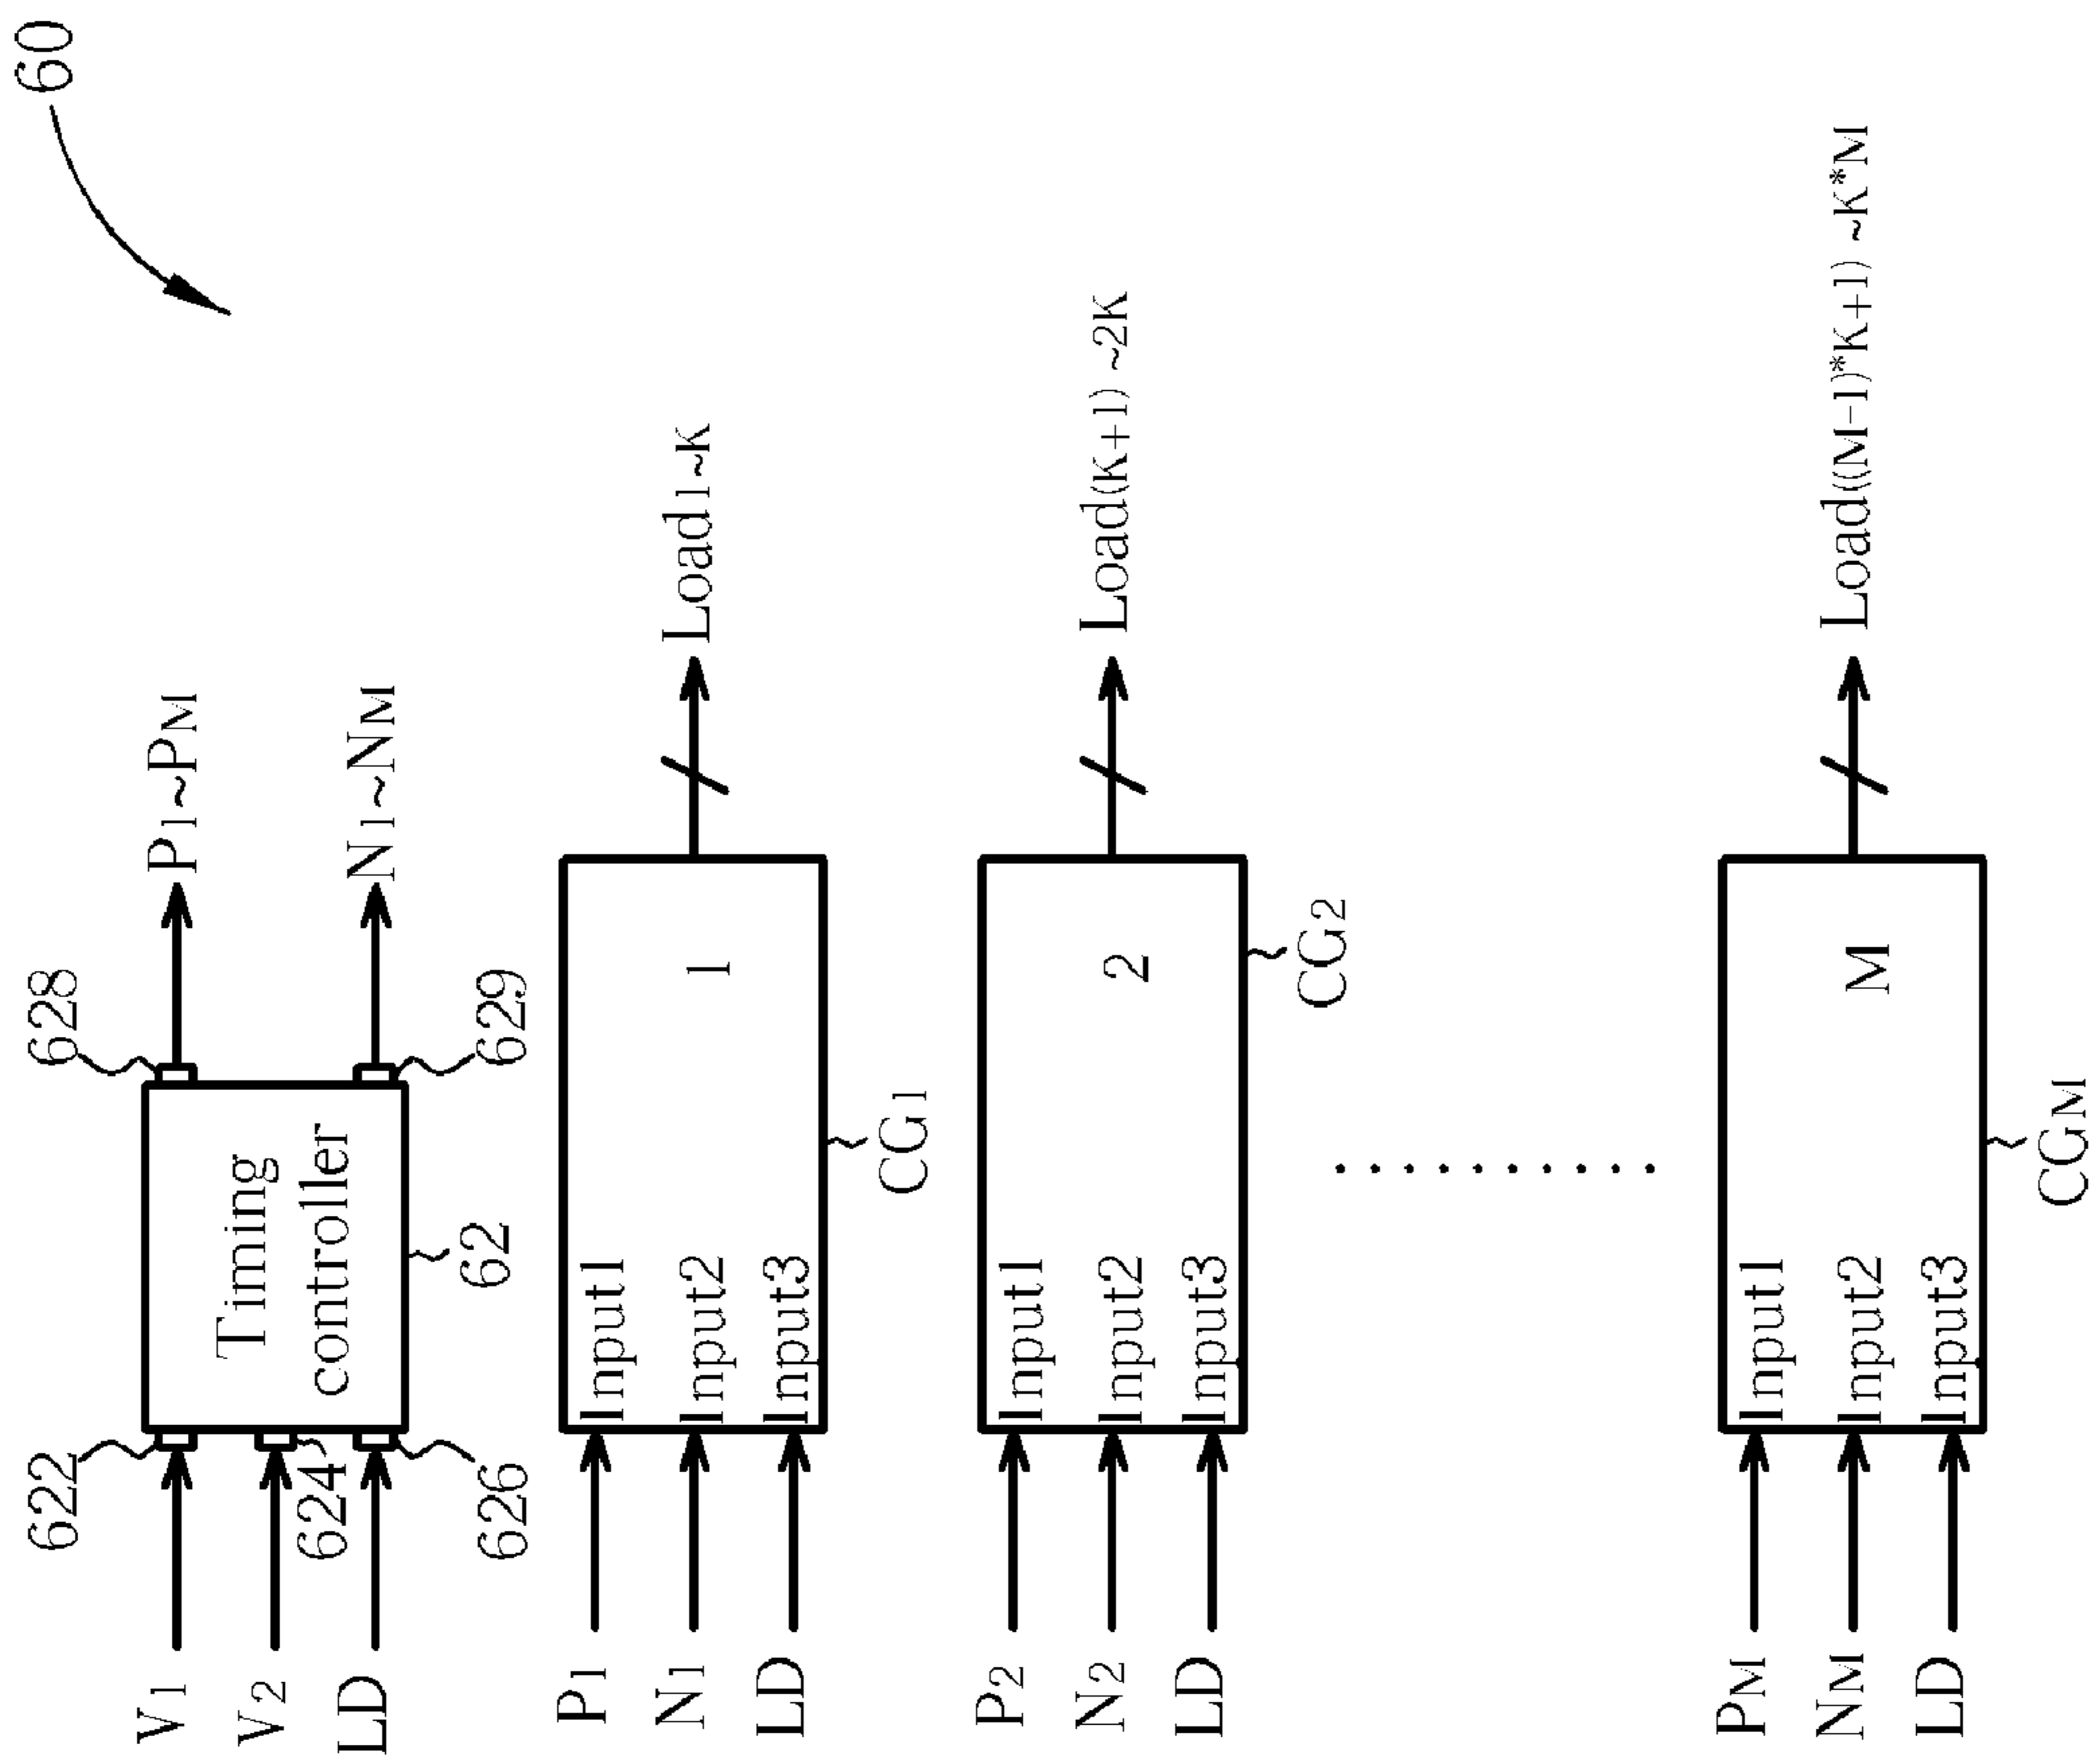 60
628
P1~PM
622
V1
Timing
controller
V2
624
LD
626
62
629
N1~NM
P1
Input1
N1
Input2
1
Load1~K
LD
Input3
CG1
P2
Input1
N2
Input2
2
Load(K+1)~2K
LD
Input3
CG2
..........
PM
Input1
NM
Input2
M
Load((M-1)*K+1)~K*M
LD
Input3
CGM